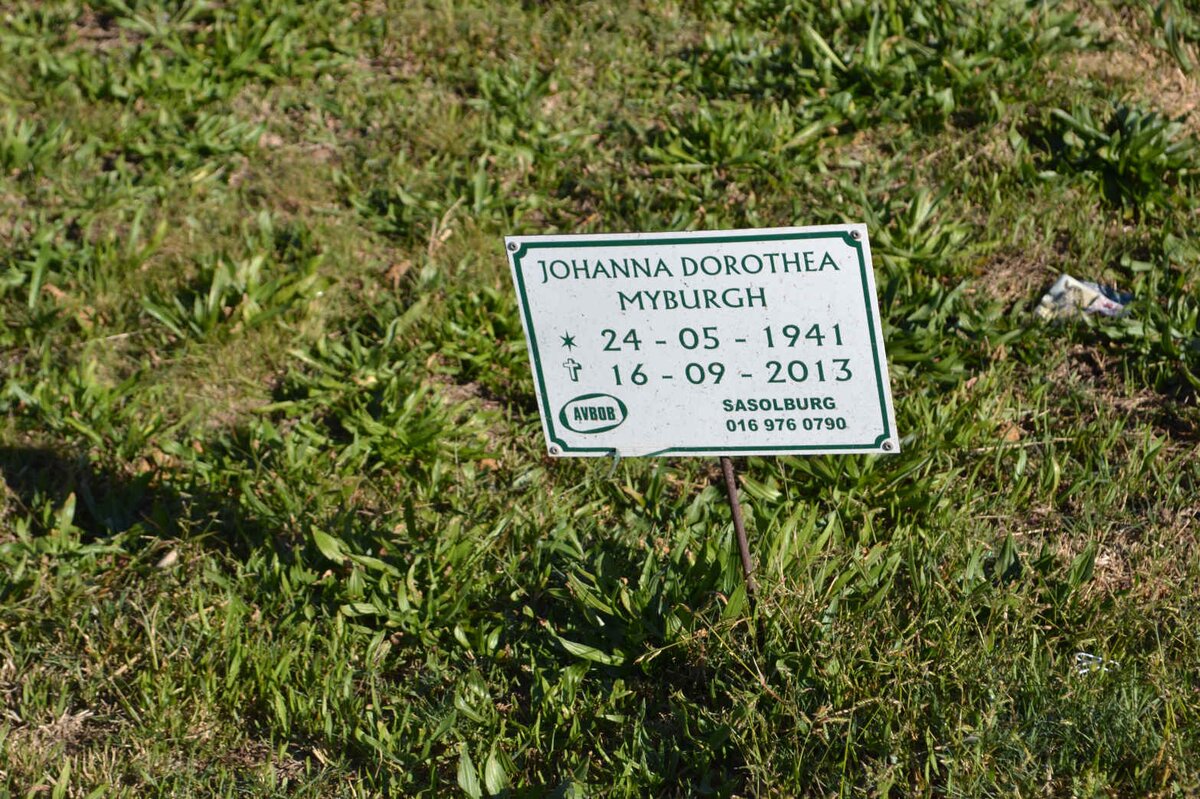 JOHANNA DOROTHEA
MYBURGH
24 - 05 - 1941
16 - 09 - 2013
AVBOB
SASOLBURG
016 976 0790